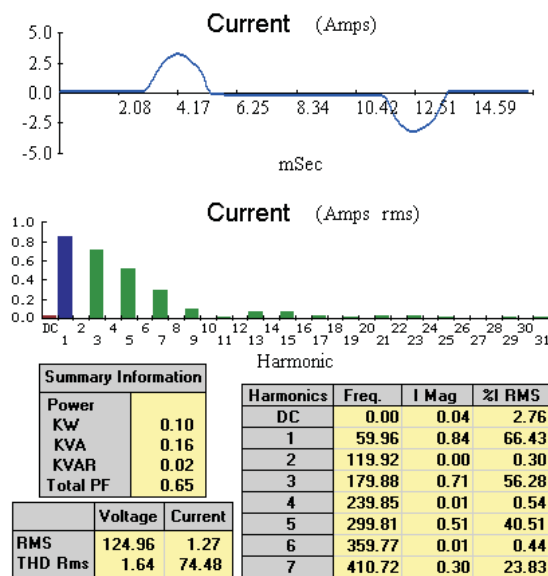 Current (Amps)
5.0
2.5
0.0
-2.5
-5.0
2.08 4.17 6.25 8.34 10.42 12.51 14.59
mSec
Current (Amps rms)
1.0
0.8
0.6
0.4
0.2
0.0
DC 2 4 6 8 10 12 14 16 18 20 22 24 26 28 30
1 3 5 7 9 11 13 15 17 19 21 23 25 27 29 31
Harmonic
Summary Information
Power
KW 0.10
KVA 0.16
KVAR 0.02
Total PF 0.65
Voltage Current
RMS 124.96 1.27
THD Rms 1.64 74.48
Harmonics Freq. I Mag %I RMS
DC 0.00 0.04 2.76
1 59.96 0.84 66.43
2 119.92 0.00 0.30
3 179.88 0.71 56.28
4 239.85 0.01 0.54
5 299.81 0.51 40.51
6 359.77 0.01 0.44
7 410.72 0.30 23.83